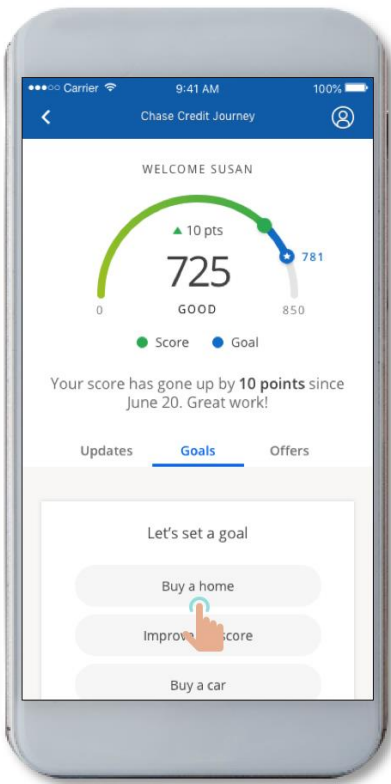 Carrier 9:41 AM 100%
Chase Credit Journey
WELCOME SUSAN
10 pts
781
725
0 GOOD 850
Score Goal
Your score has gone up by 10 points since
June 20. Great work!
Updates Goals Offers
Let's set a goal
Buy a home
score
Buy a car